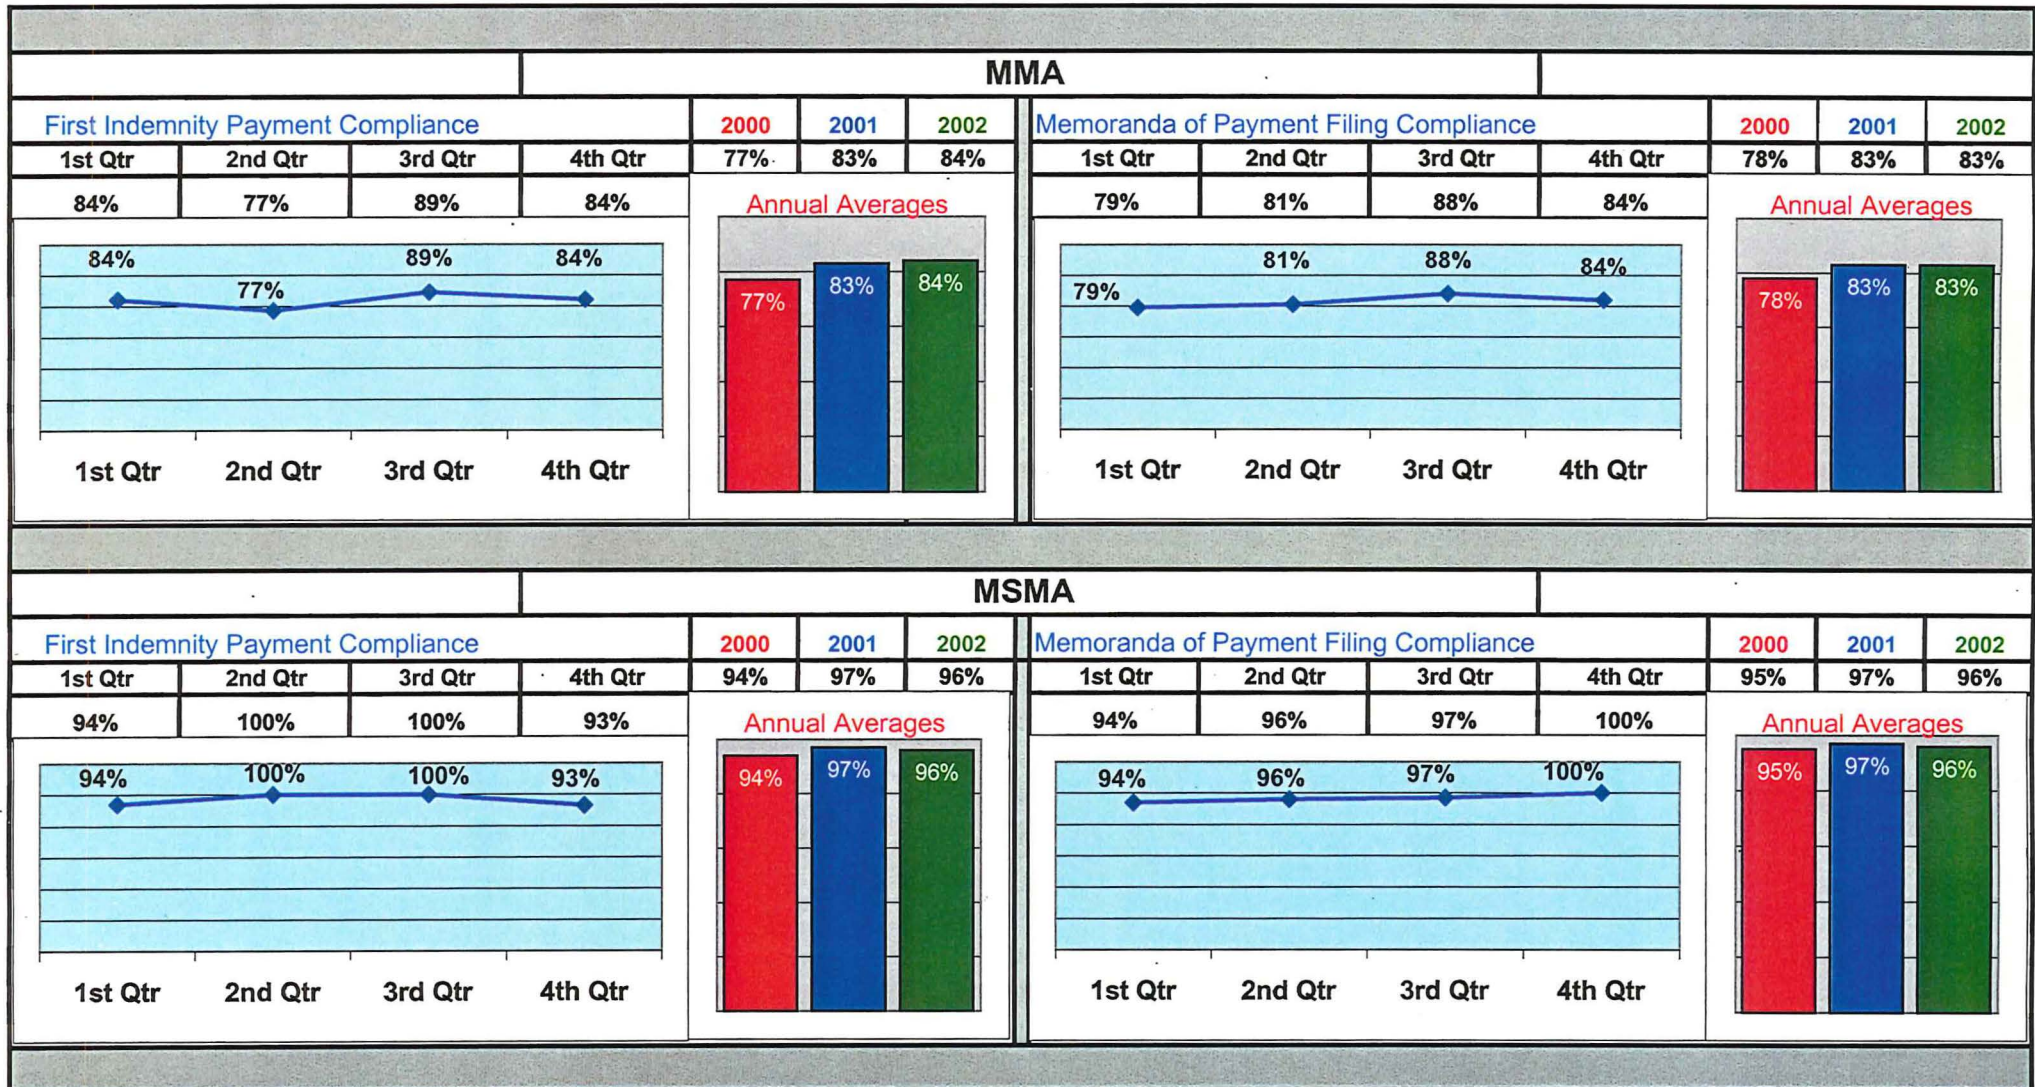 MMA
First Indemnity Payment Compliance 2000 2001 2002
1st Qtr 2nd Qtr 3rd Qtr 4th Qtr 77% 83% 84%
84% 77% 89% 84%
Annual Averages
84% 77% 89% 84%
1st Qtr 2nd Qtr 3rd Qtr 4th Qtr
77% 83% 84%
Memoranda of Payment Filing Compliance 2000 2001 2002
1st Qtr 2nd Qtr 3rd Qtr 4th Qtr 78% 83% 83%
79% 81% 88% 84%
Annual Averages
79% 81% 88% 84%
1st Qtr 2nd Qtr 3rd Qtr 4th Qtr
78% 83% 83%
MSMA
First Indemnity Payment Compliance 2000 2001 2002
1st Qtr 2nd Qtr 3rd Qtr 4th Qtr 94% 97% 96%
94% 100% 100% 93%
Annual Averages
94% 100% 100% 93%
1st Qtr 2nd Qtr 3rd Qtr 4th Qtr
94% 97% 96%
Memoranda of Payment Filing Compliance 2000 2001 2002
1st Qtr 2nd Qtr 3rd Qtr 4th Qtr 95% 97% 96%
94% 96% 97% 100%
Annual Averages
94% 96% 97% 100%
1st Qtr 2nd Qtr 3rd Qtr 4th Qtr
95% 97% 96%